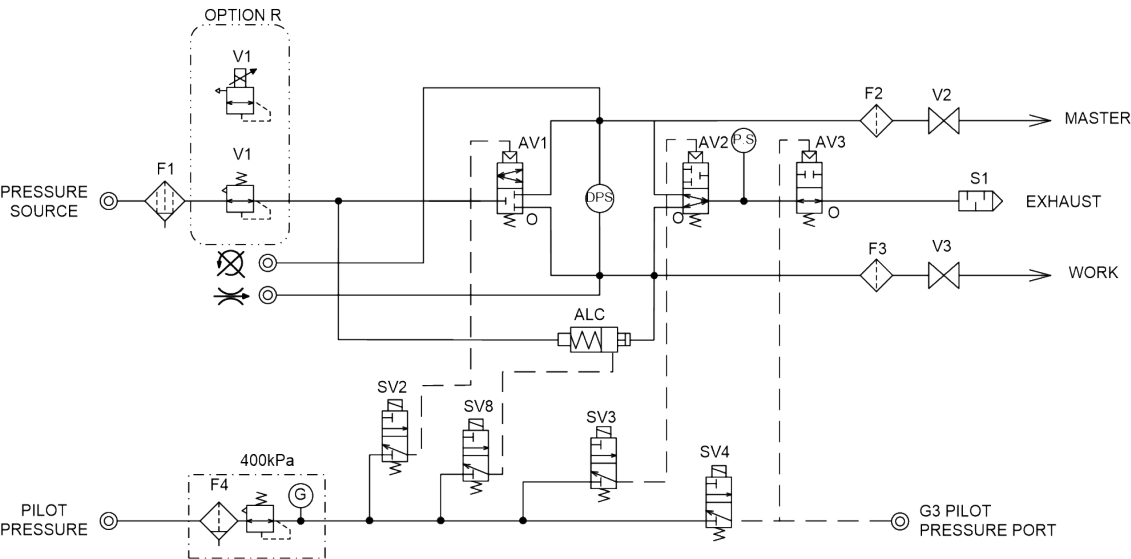 OPTION R
V1
F2
V2
MASTER
AV1
AV2
P.S
AV3
F1
V1
S1
PRESSURE
SOURCE
DPS
EXHAUST
O
O
O
F3
V3
WORK
ALC
SV2
SV8
SV3
SV4
400kPa
F4
G
PILOT
PRESSURE
G3 PILOT
PRESSURE PORT